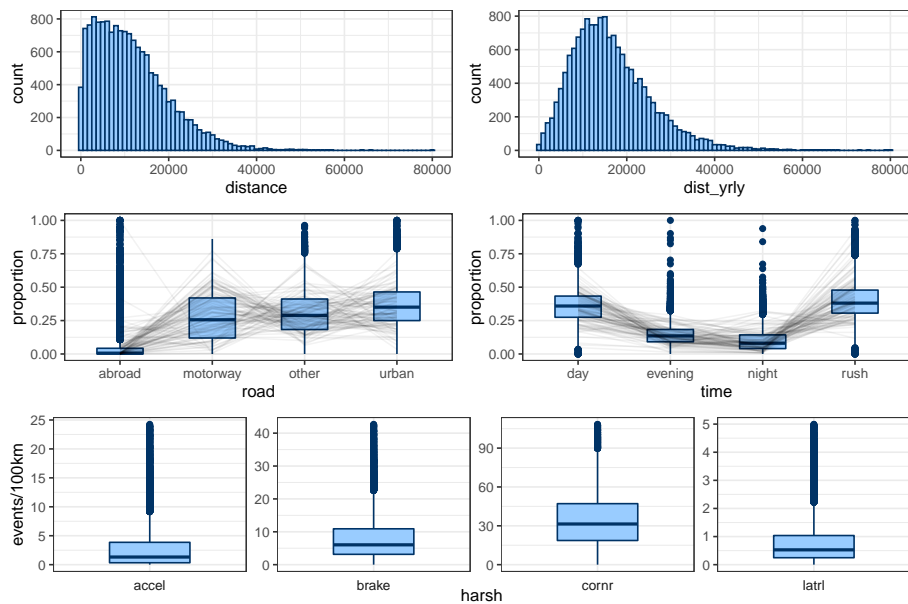 800
600
400
200
0
count
0
20000
40000
60000
80000
distance
800
600
400
200
0
count
0
20000
40000
60000
80000
dist_yrly
1.00
0.75
0.50
0.25
0.00
proportion
abroad
motorway
other
urban
road
1.00
0.75
0.50
0.25
0.00
proportion
day
evening
night
rush
time
25
20
15
10
5
0
events/100km
accel
40
30
20
10
0
brake
90
60
30
0
cornr
5
4
3
2
1
0
latrl
harsh